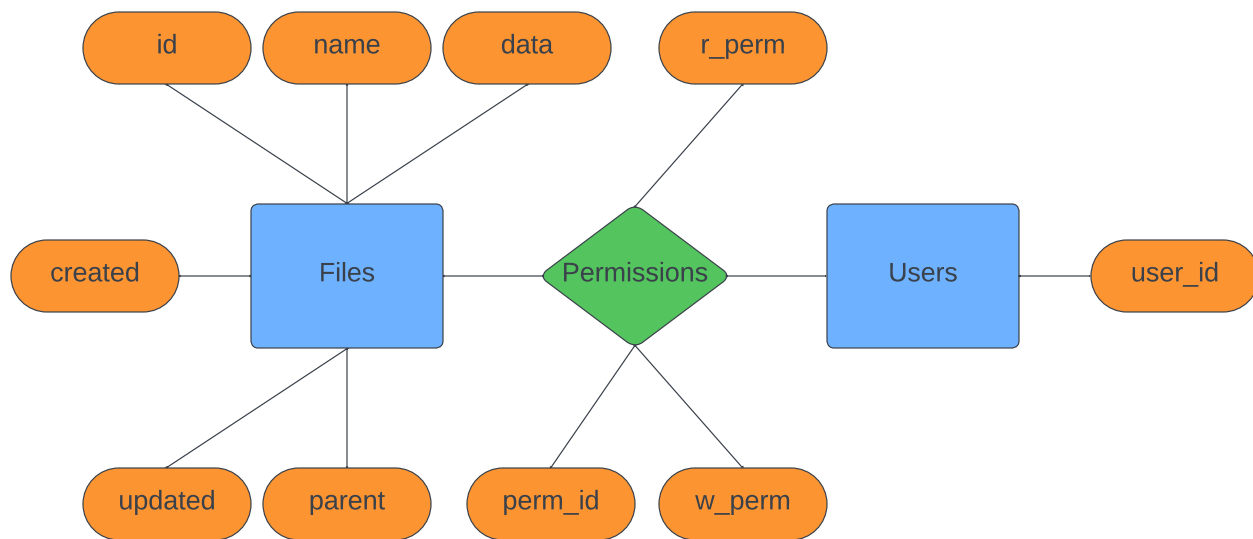 id
name
data
r_perm
created
Files
Permissions
Users
user_id
updated
parent
perm_id
w_perm